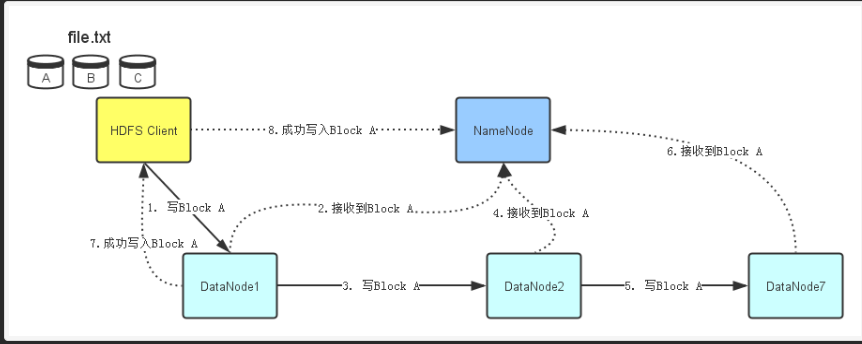 file.txt
A B C
HDFS Client
8.成功写入Block A
NameNode
6.接收到Block A
1. 写Block A
2.接收到Block A
4.接收到Block A
7.成功写入Block A
DataNode1
3. 写Block A
DataNode2
5. 写Block A
DataNode7